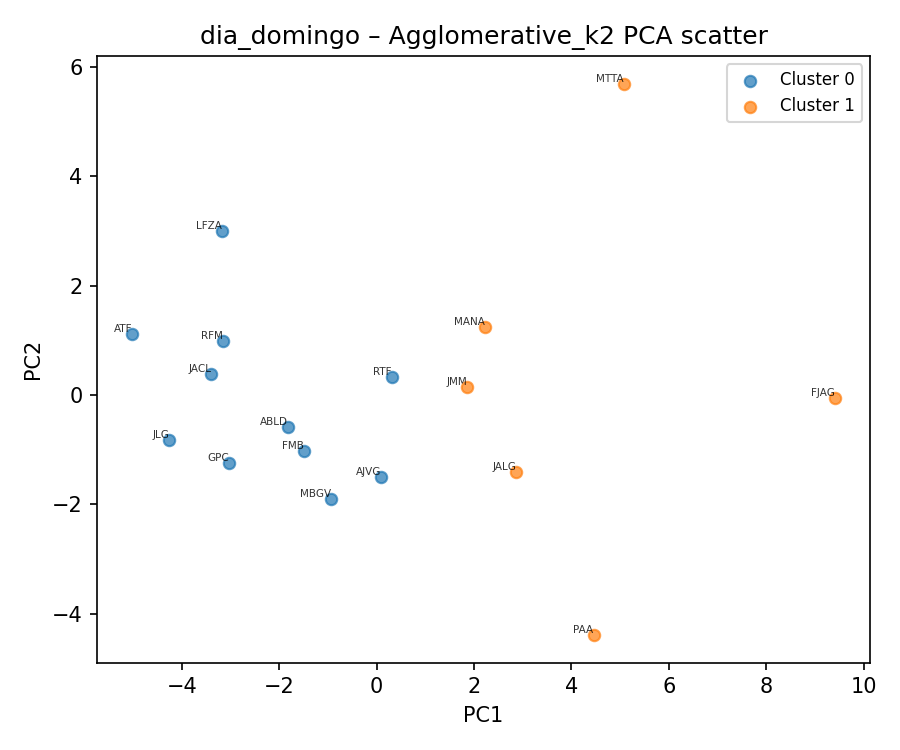 dia_domingo – Agglomerative_k2 PCA scatter
Cluster 0
Cluster 1
6
4
2
0
−2
−4
PC2
MTTA
LFZA
ATF
RFM
MANA
JACL
RTF
JMM
FJAG
ABLD
JLG
FMB
GPC
AJVG
JALG
MBGV
PAA
−4
−2
0
2
4
6
8
10
PC1